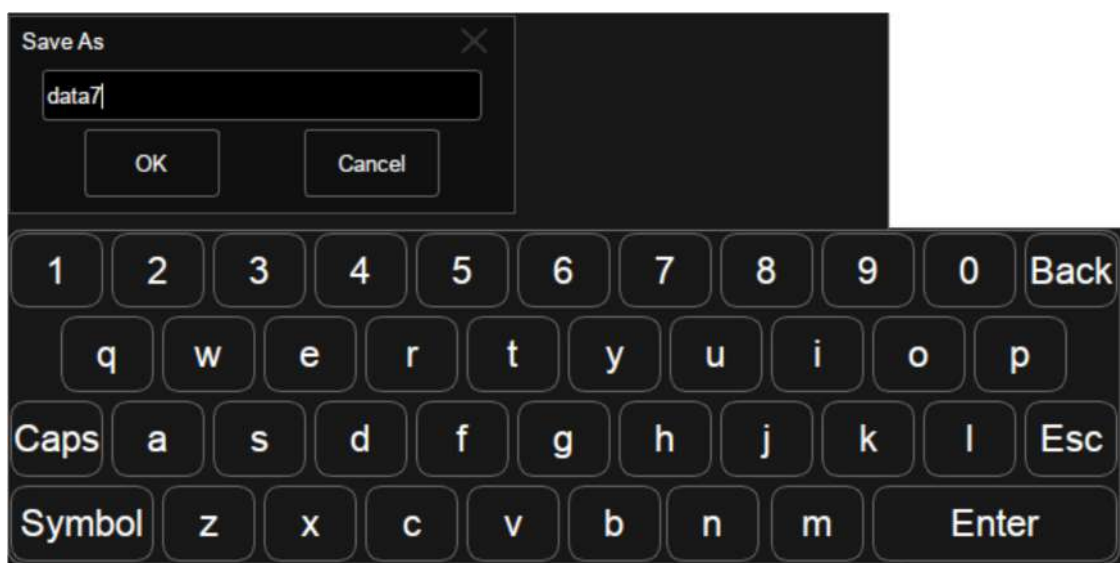 Save As
data7
OK Cancel
1 2 3 4 5 6 7 8 9 0 Back
q w e r t y u i o p
Caps a s d f g h j k l Esc
Symbol z x c v b n m Enter